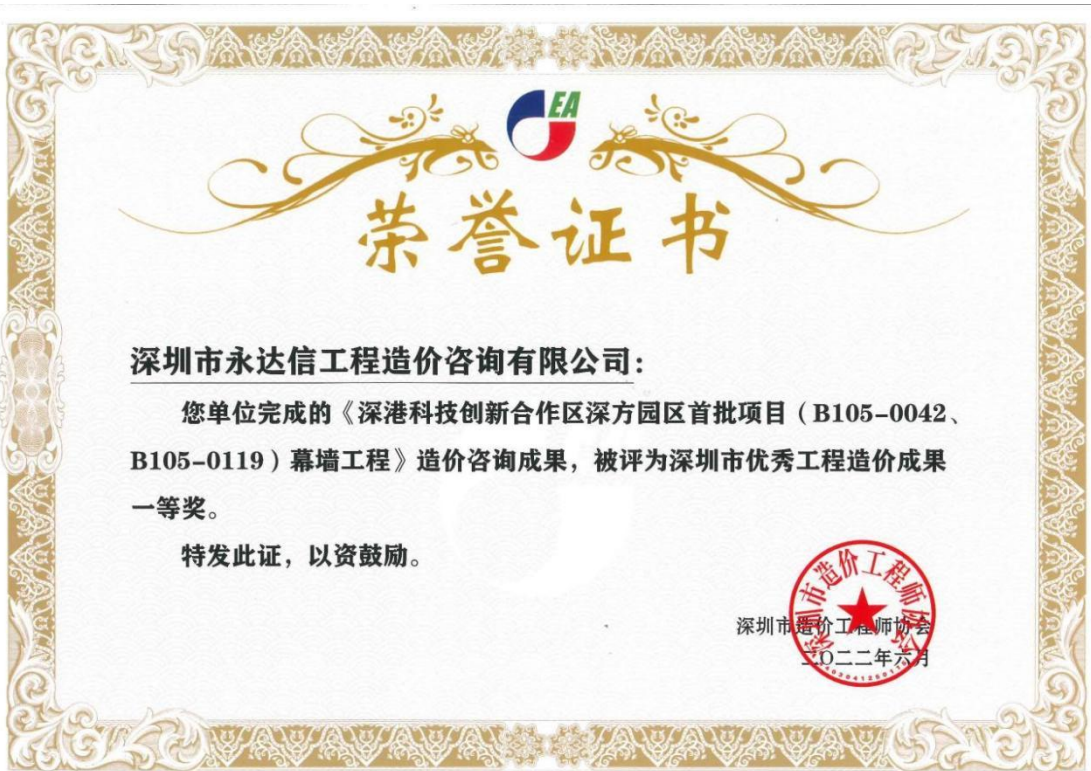 EA
荣誉证书
深圳市永达信工程造价咨询有限公司：
您单位完成的《深港科技创新合作区深方园区首批项目（B105-0042、
B105-0119）幕墙工程》造价咨询成果，被评为深圳市优秀工程造价成果
一等奖。
特发此证，以资鼓励。
深圳市造价工程师协会
二〇二二年六月
深圳市造价工程师协会